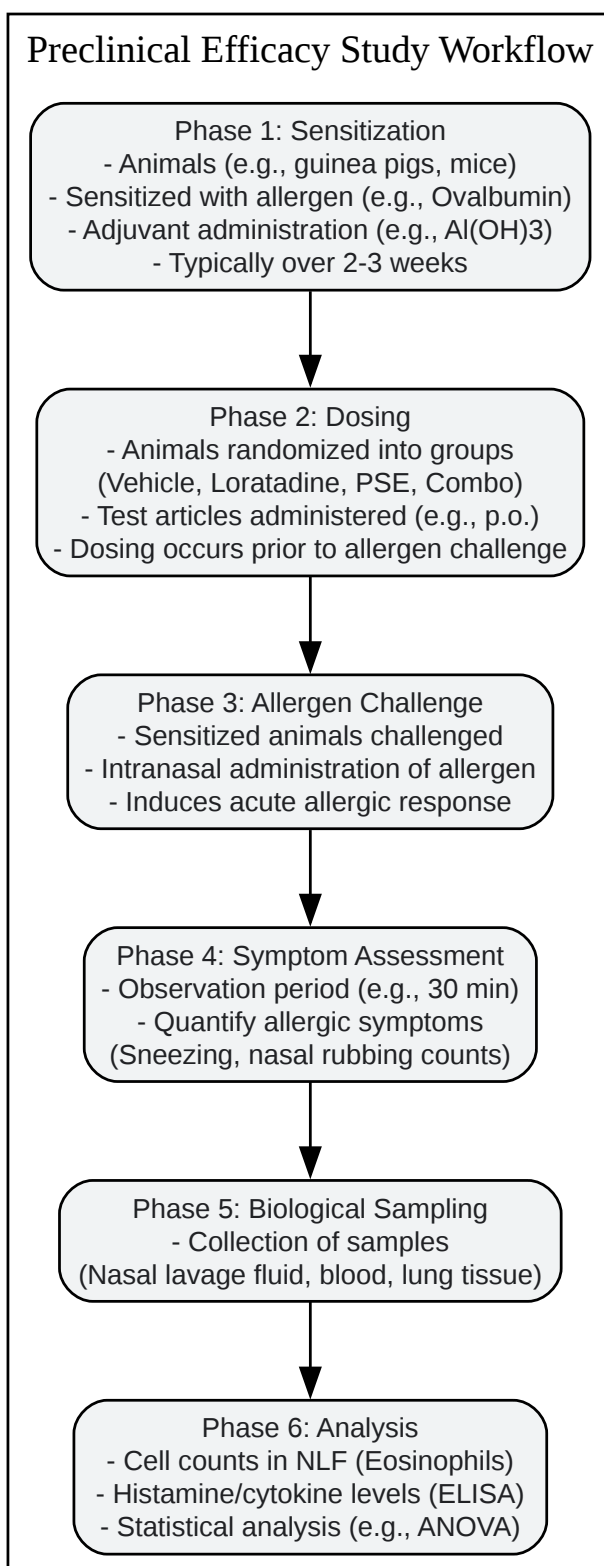 Preclinical Efficacy Study Workflow
Phase 1: Sensitization
- Animals (e.g., guinea pigs, mice)
- Sensitized with allergen (e.g., Ovalbumin)
- Adjuvant administration (e.g., Al(OH)3)
- Typically over 2-3 weeks
Phase 2: Dosing
- Animals randomized into groups
(Vehicle, Loratadine, PSE, Combo)
- Test articles administered (e.g., p.o.)
- Dosing occurs prior to allergen challenge
Phase 3: Allergen Challenge
- Sensitized animals challenged
- Intranasal administration of allergen
- Induces acute allergic response
Phase 4: Symptom Assessment
- Observation period (e.g., 30 min)
- Quantify allergic symptoms
(Sneezing, nasal rubbing counts)
Phase 5: Biological Sampling
- Collection of samples
(Nasal lavage fluid, blood, lung tissue)
Phase 6: Analysis
- Cell counts in NLF (Eosinophils)
- Histamine/cytokine levels (ELISA)
- Statistical analysis (e.g., ANOVA)